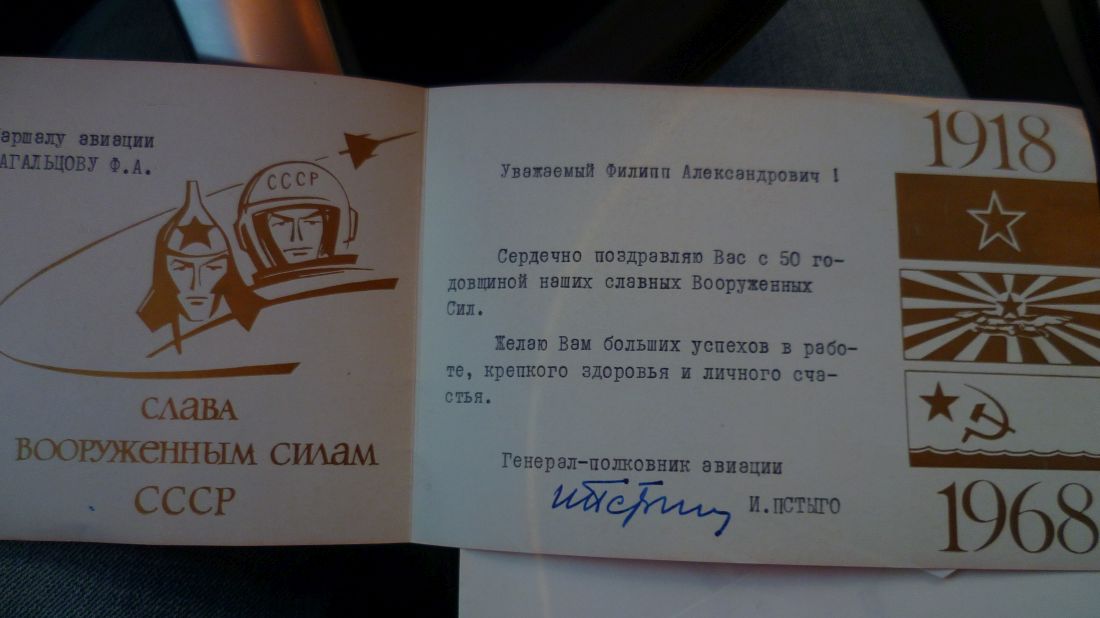 аршалу авиации
АГАЛЬЦОВУ Ф.А.
СССР
СЛАВА
ВООРУЖЕННЫМ СИЛАМ
СССР
Уважаемый Филипп Александрович !
Сердечно поздравляю Вас с 50 го-
довщиной наших славных Вооруженных
Сил.
Желаю Вам больших успехов в рабо-
те, крепкого здоровья и личного сча-
стья.
Генерал-полковник авиации
И.ПСТЫГО
1918
1968